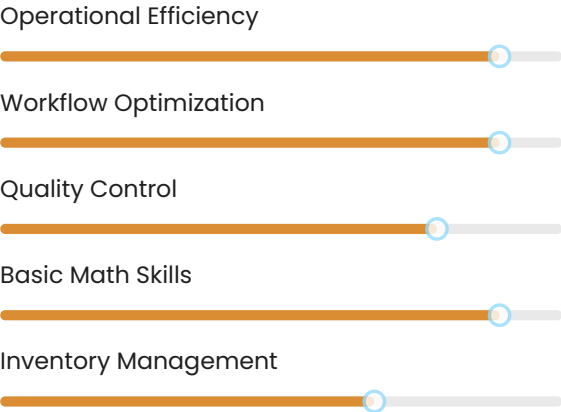 Operational Efficiency
Workflow Optimization
Quality Control
Basic Math Skills
Inventory Management